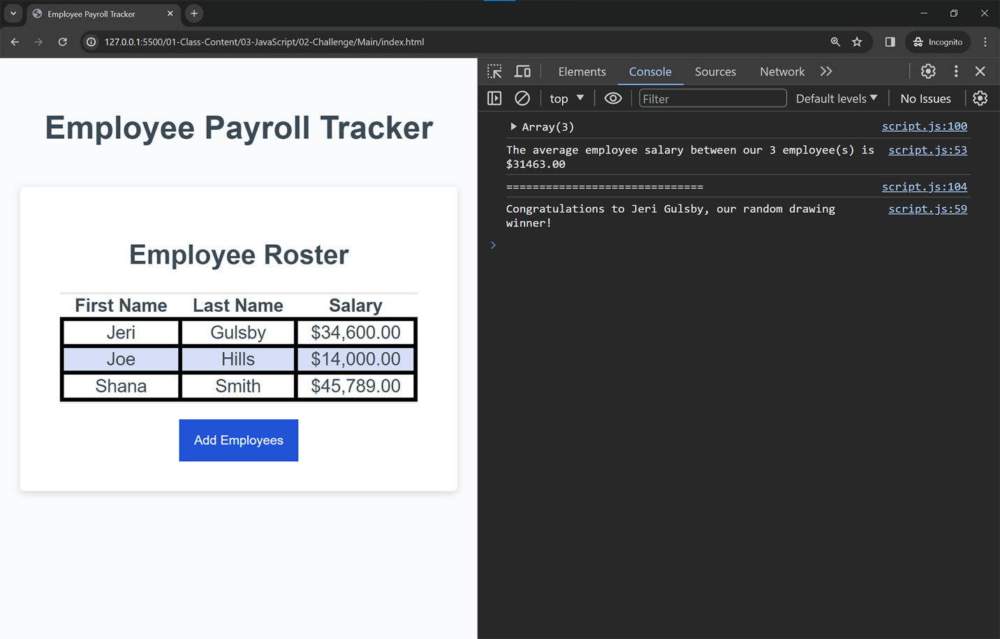 Employee Payroll Tracker
127.0.0.1:5500/01-Class-Content/03-JavaScript/02-Challenge/Main/index.html
Incognito
Employee Payroll Tracker
Employee Roster
First Name Last Name Salary
Jeri Gulsby $34,600.00
Joe Hills $14,000.00
Shana Smith $45,789.00
Add Employees
Elements Console Sources Network
top Filter Default levels No Issues
Array(3) script.js:100
The average employee salary between our 3 employee(s) is script.js:53
$31463.00
============================== script.js:104
Congratulations to Jeri Gulsby, our random drawing script.js:59
winner!